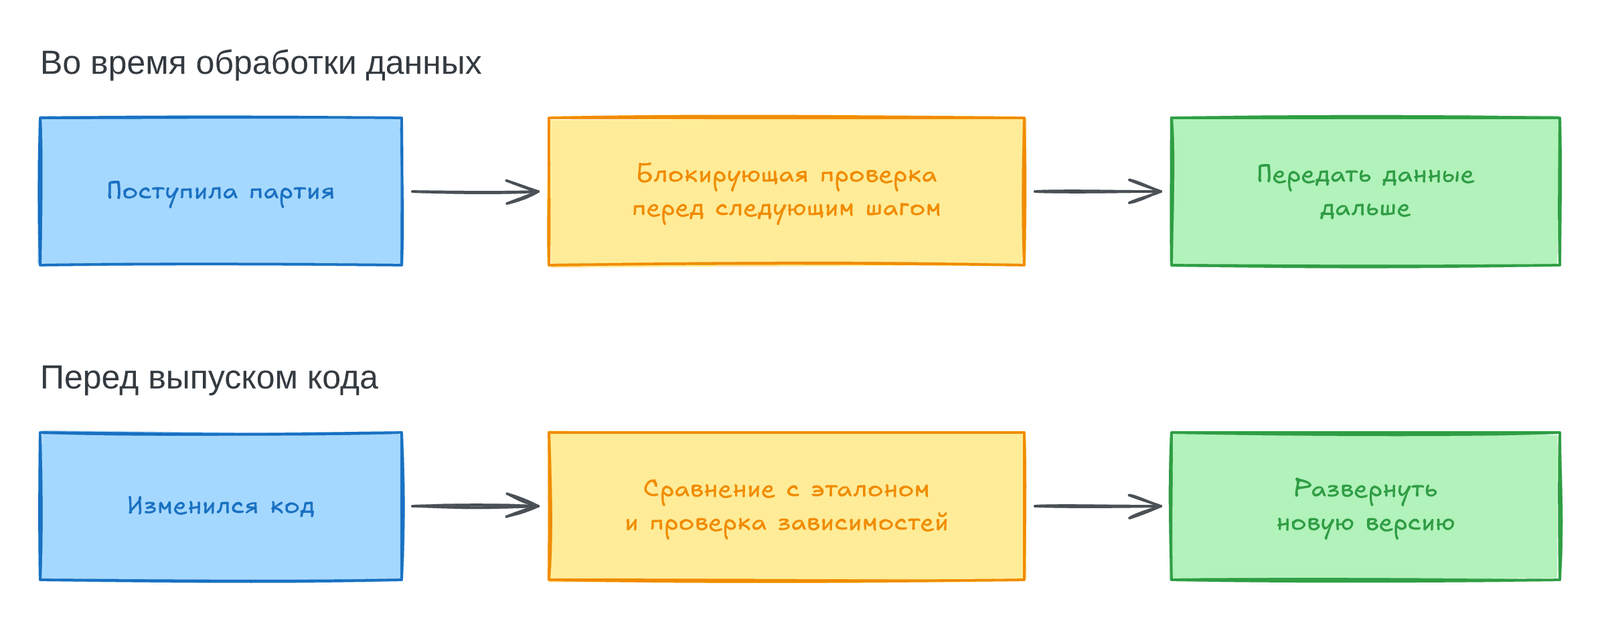 Во время обработки данных
Поступила партия
Блокирующая проверка
перед следующим шагом
Передать данные
дальше
Перед выпуском кода
Изменился код
Сравнение с эталоном
и проверка зависимостей
Развернуть
новую версию